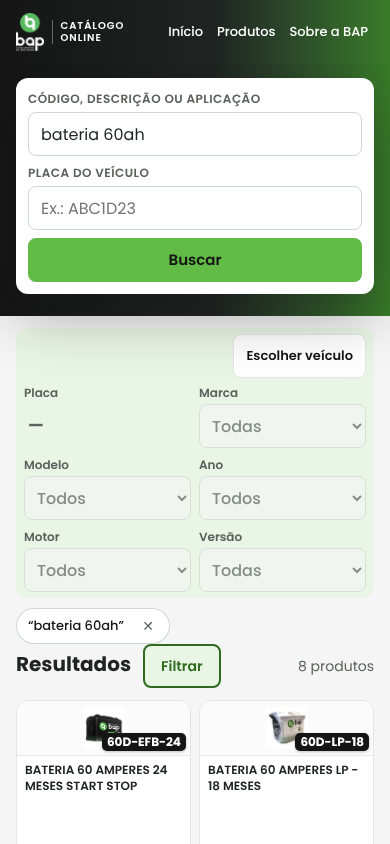 bap
CATÁLOGO
ONLINE
Início Produtos Sobre a BAP
CÓDIGO, DESCRIÇÃO OU APLICAÇÃO
bateria 60ah
PLACA DO VEÍCULO
Ex.: ABC1D23
Buscar
Escolher veículo
Placa Marca
— Todas
Modelo Ano
Todos Todos
Motor Versão
Todos Todas
“bateria 60ah” ×
Resultados Filtrar 8 produtos
bap
60D-EFB-24 60D-LP-18
BATERIA 60 AMPERES 24
MESES START STOP
BATERIA 60 AMPERES LP -
18 MESES